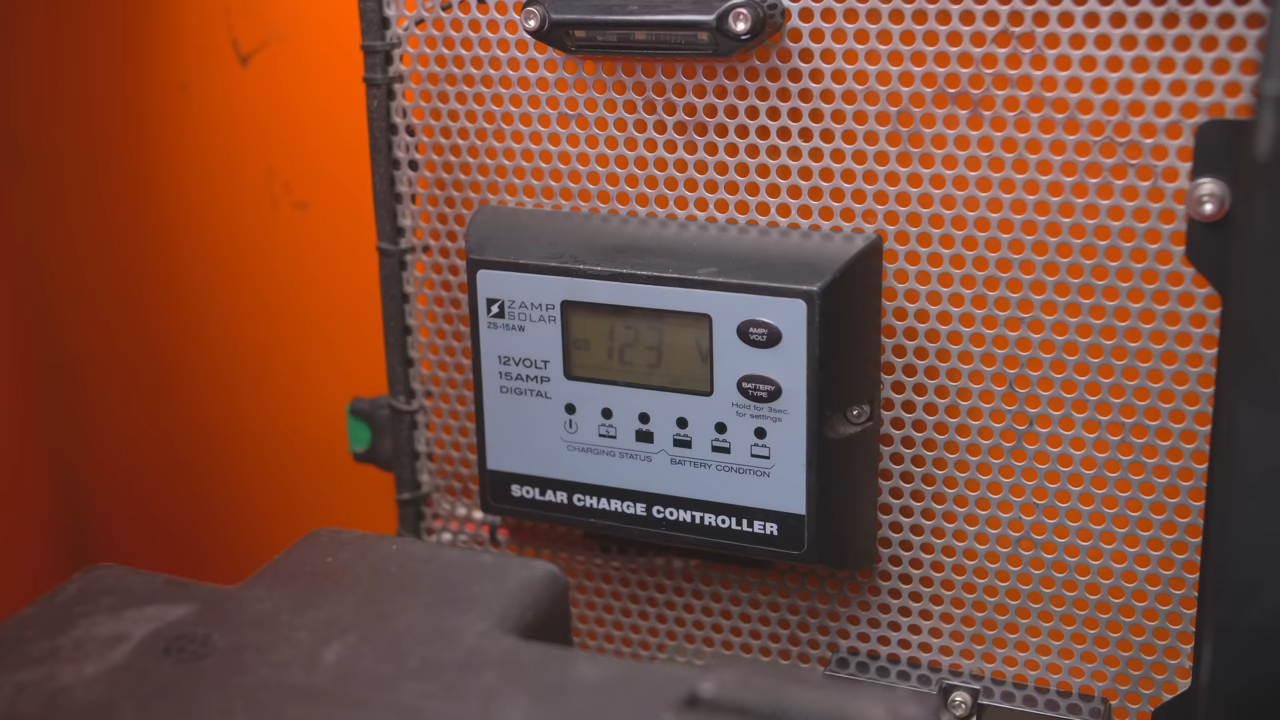 ZAMP
SOLAR
ZS-15AW
12VOLT
15AMP
DIGITAL
12.3 V
AMP/
VOLT
BATTERY
TYPE
Hold for 3sec.
for settings
CHARGING STATUS
BATTERY CONDITION
SOLAR CHARGE CONTROLLER